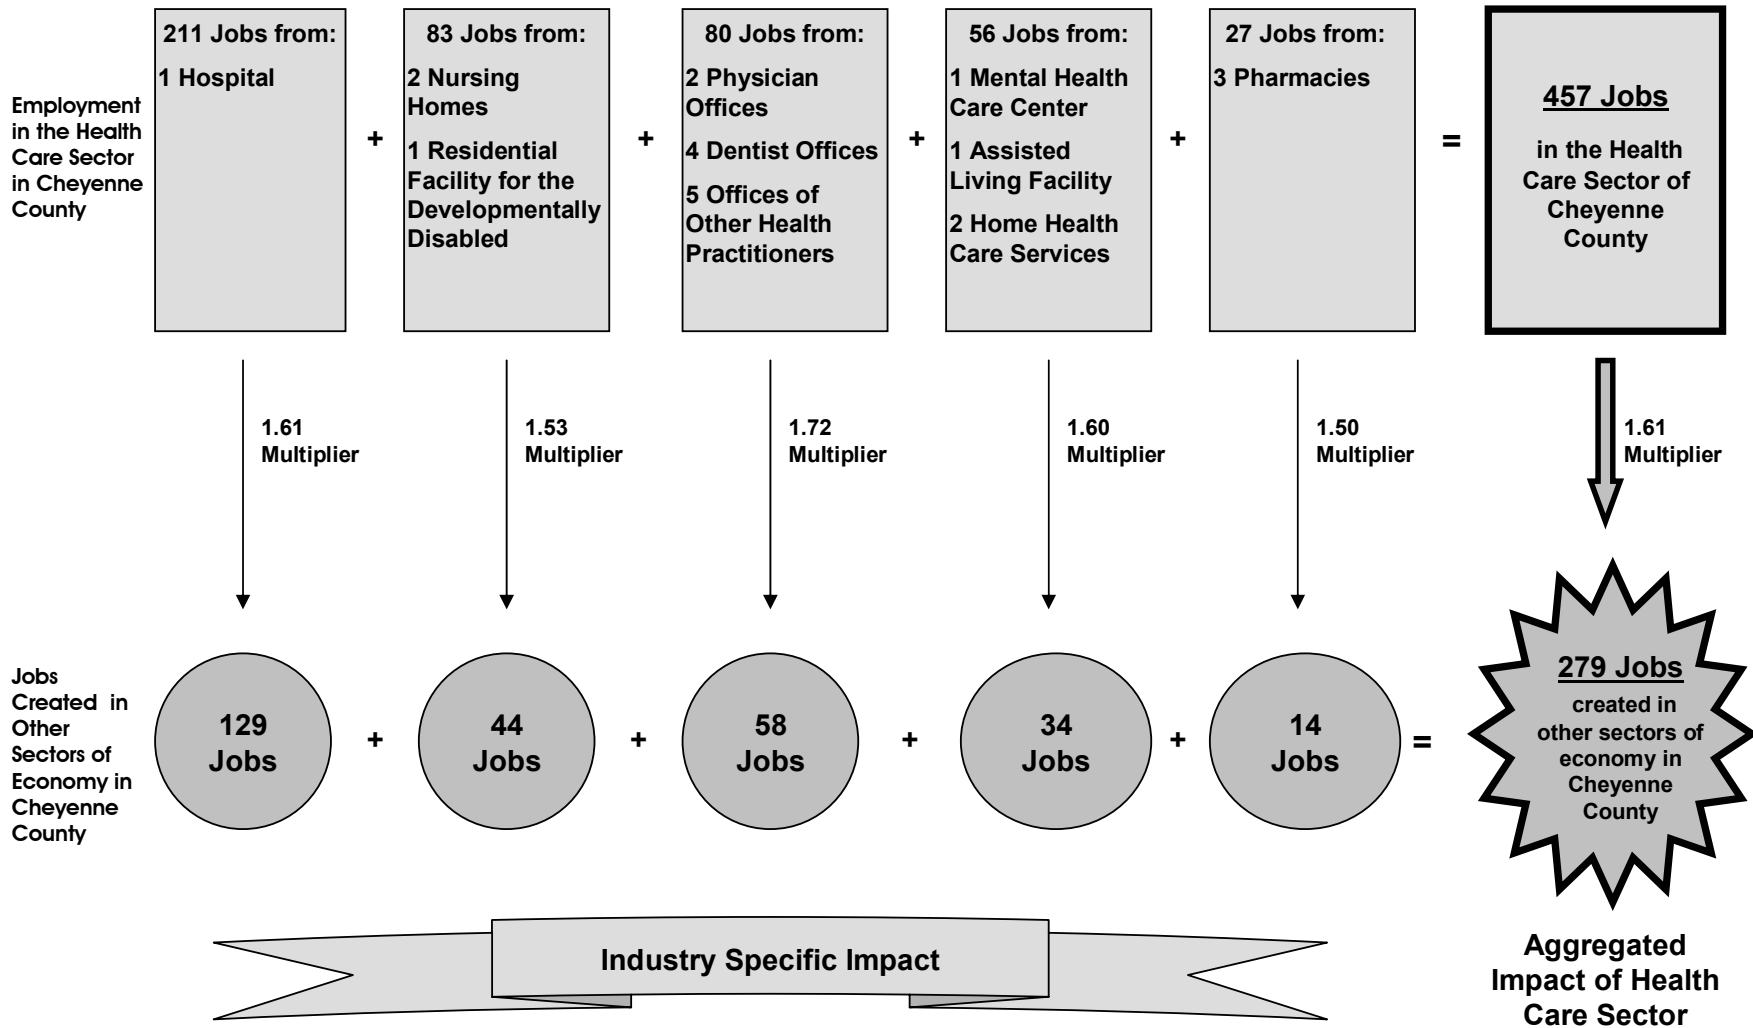 Employment
in the Health
Care Sector
in Cheyenne
County
211 Jobs from:
1 Hospital
+
83 Jobs from:
2 Nursing
Homes
1 Residential
Facility for the
Developmentally
Disabled
+
80 Jobs from:
2 Physician
Offices
4 Dentist Offices
5 Offices of
Other Health
Practitioners
+
56 Jobs from:
1 Mental Health
Care Center
1 Assisted
Living Facility
2 Home Health
Care Services
+
27 Jobs from:
3 Pharmacies
=
457 Jobs
in the Health
Care Sector of
Cheyenne
County
1.61
Multiplier
1.53
Multiplier
1.72
Multiplier
1.60
Multiplier
1.50
Multiplier
1.61
Multiplier
Jobs
Created in
Other
Sectors of
Economy in
Cheyenne
County
129
Jobs
+
44
Jobs
+
58
Jobs
+
34
Jobs
+
14
Jobs
=
279 Jobs
created in
other sectors of
economy in
Cheyenne
County
Industry Specific Impact
Aggregated
Impact of Health
Care Sector